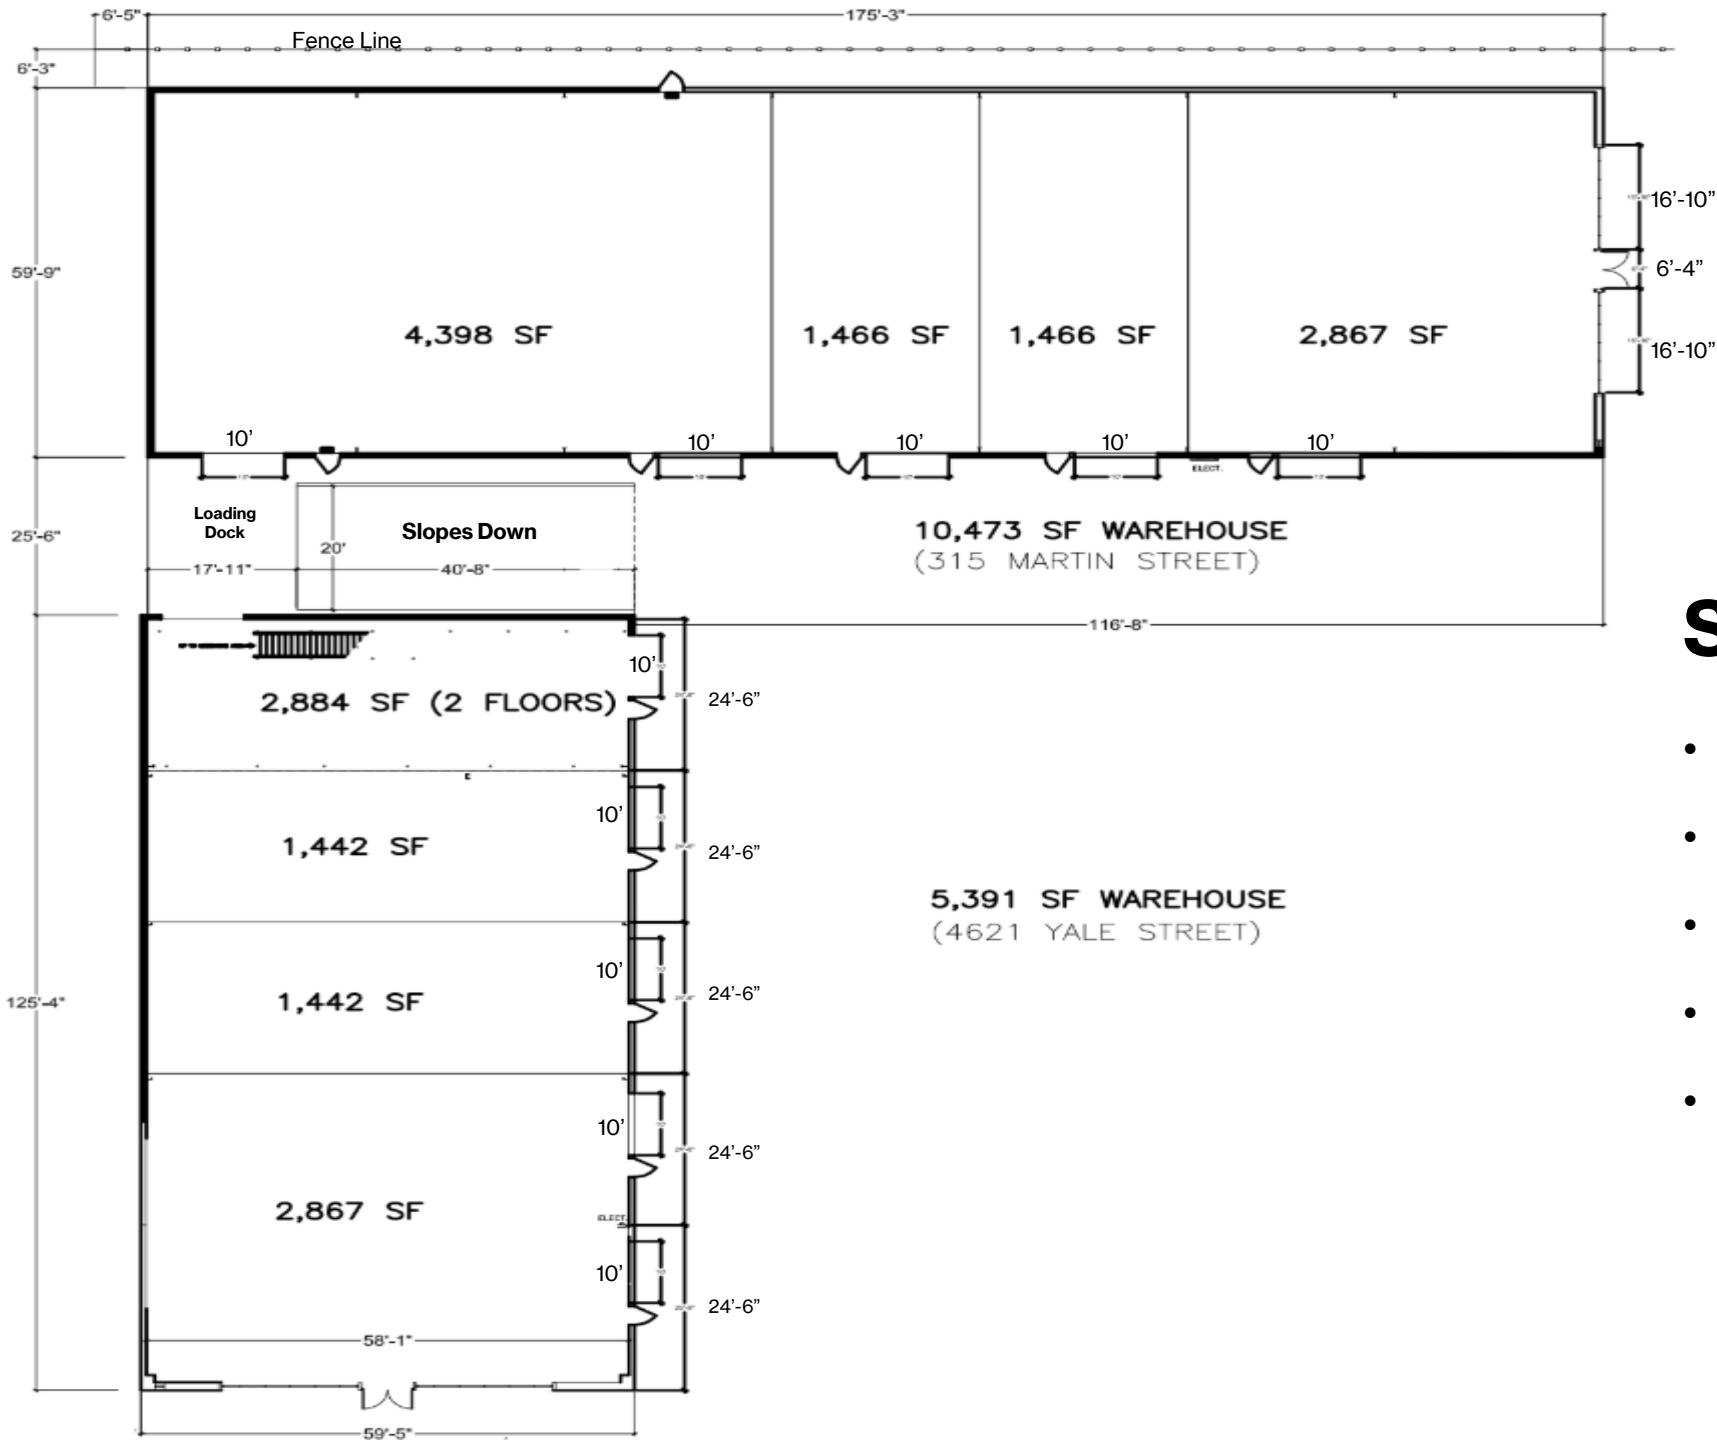 6'-5"
175'-3"
Fence Line
6'-3"
16'-10"
59'-9"
6'-4"
4,398 SF
1,466 SF
1,466 SF
2,867 SF
16'-10"
10'
10'
10'
10'
10'
ELECT.
Loading
Dock
Slopes Down
10,473 SF WAREHOUSE
25'-6"
20'
(315 MARTIN STREET)
17'-11"
40'-8"
116'-8"
S
10'
2,884 SF (2 FLOORS)
24'-6"
•
10'
1,442 SF
24'-6"
•
5,391 SF WAREHOUSE
(4621 YALE STREET)
•
10'
24'-6"
125'-4"
1,442 SF
•
10'
24'-6"
•
2,867 SF
ELECT.
10'
24'-6"
58'-1"
59'-5"